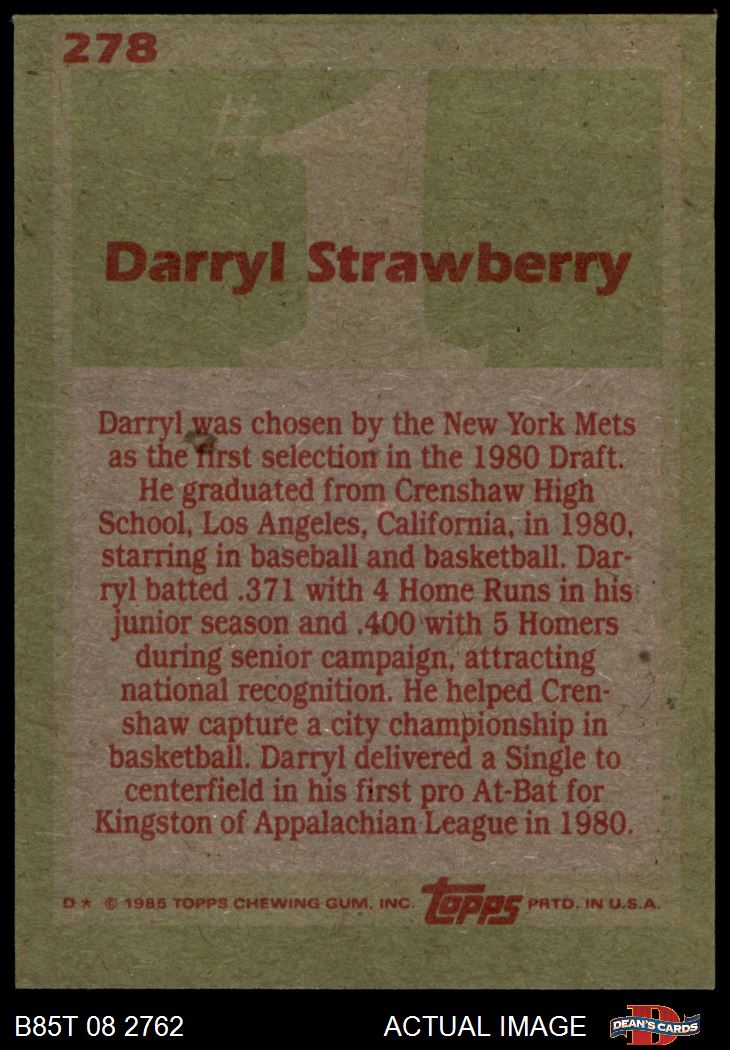 278
#1
Darryl Strawberry
Darryl was chosen by the New York Mets
as the first selection in the 1980 Draft.
He graduated from Crenshaw High
School, Los Angeles, California, in 1980,
starring in baseball and basketball. Dar-
ryl batted .371 with 4 Home Runs in his
junior season and .400 with 5 Homers
during senior campaign, attracting
national recognition. He helped Cren-
shaw capture a city championship in
basketball. Darryl delivered a Single to
centerfield in his first pro At-Bat for
Kingston of Appalachian League in 1980.
D★ © 1985 TOPPS CHEWING GUM, INC. topps PRTD. IN U.S.A.
B85T 08 2762 ACTUAL IMAGE D DEAN'S CARDS